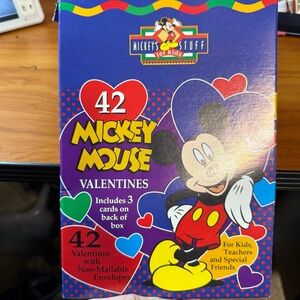 MICKEY'S STUFF
for Kids
42
MICKEY
MOUSE
VALENTINES
Includes 3
cards on
back of
box
42
Valentines
with
Non-Mailable
Envelopes
For Kids,
Teachers
and Special
Friends